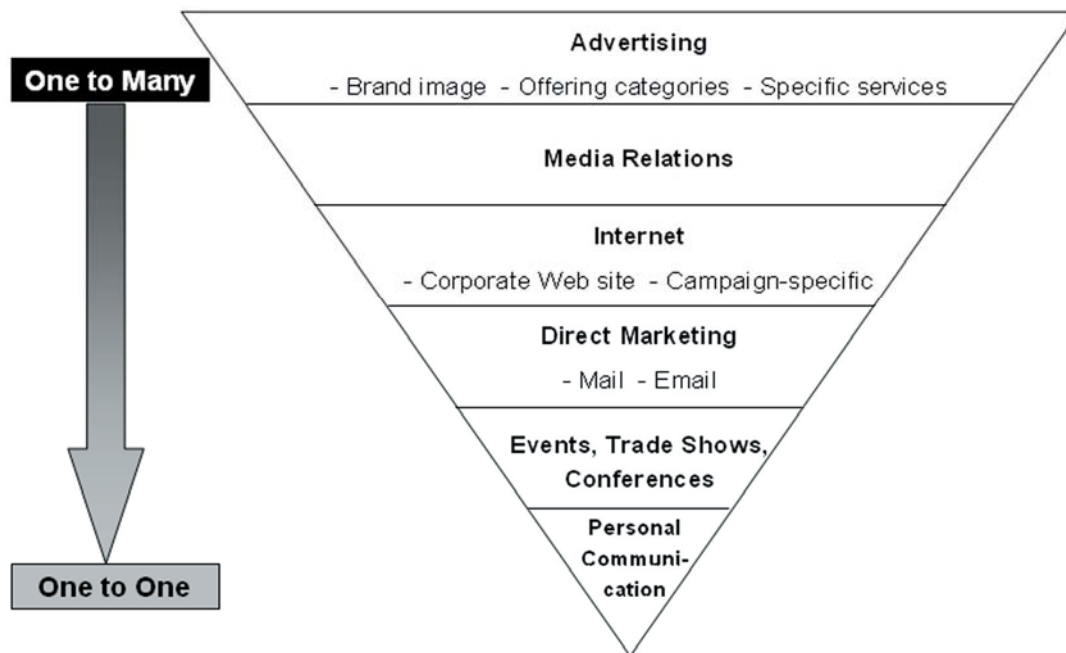 Advertising
One to Many
- Brand image - Offering categories - Specific services
Media Relations
Internet
- Corporate Web site - Campaign-specific
Direct Marketing
- Mail - Email
Events, Trade Shows,
Conferences
Personal
Communi-
cation
One to One